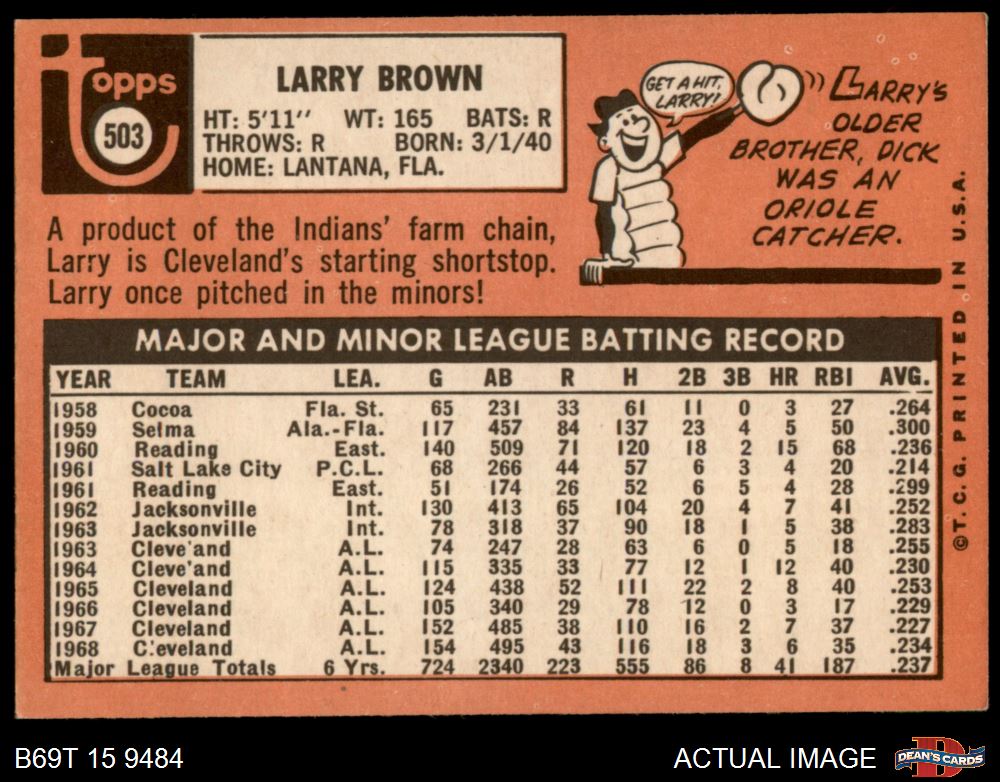 topps
503
LARRY BROWN
HT: 5'11'' WT: 165 BATS: R
THROWS: R BORN: 3/1/40
HOME: LANTANA, FLA.
GET A HIT,
LARRY!
LARRY'S
OLDER
BROTHER, DICK
WAS AN
ORIOLE
CATCHER.
A product of the Indians' farm chain,
Larry is Cleveland's starting shortstop.
Larry once pitched in the minors!
MAJOR AND MINOR LEAGUE BATTING RECORD
YEAR TEAM LEA. G AB R H 2B 3B HR RBI AVG.
1958 Cocoa Fla. St. 65 231 33 61 11 0 3 27 .264
1959 Selma Ala.-Fla. 117 457 84 137 23 4 5 50 .300
1960 Reading East. 140 509 71 120 18 2 15 68 .236
1961 Salt Lake City P.C.L. 68 266 44 57 6 3 4 20 .214
1961 Reading East. 51 174 26 52 6 5 4 28 .299
1962 Jacksonville Int. 130 413 65 104 20 4 7 41 .252
1963 Jacksonville Int. 78 318 37 90 18 1 5 38 .283
1963 Cleve'and A.L. 74 247 28 63 6 0 5 18 .255
1964 Cleve'and A.L. 115 335 33 77 12 1 12 40 .230
1965 Cleveland A.L. 124 438 52 111 22 2 8 40 .253
1966 Cleveland A.L. 105 340 29 78 12 0 3 17 .229
1967 Cleveland A.L. 152 485 38 110 16 2 7 37 .227
1968 C:eveland A.L. 154 495 43 116 18 3 6 35 .234
Major League Totals 6 Yrs. 724 2340 223 555 86 8 41 187 .237
©T. C. G. PRINTED IN U.S.A.
B69T 15 9484
ACTUAL IMAGE
D
DEAN'S CARDS